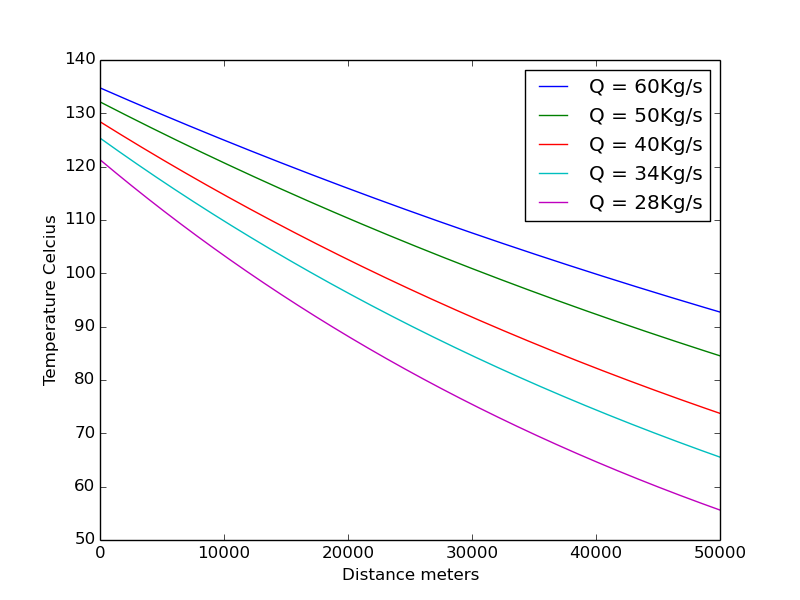 140
130
120
110
100
90
80
70
60
50
Temperature Celcius
Q = 60Kg/s
Q = 50Kg/s
Q = 40Kg/s
Q = 34Kg/s
Q = 28Kg/s
0 10000 20000 30000 40000 50000
Distance meters